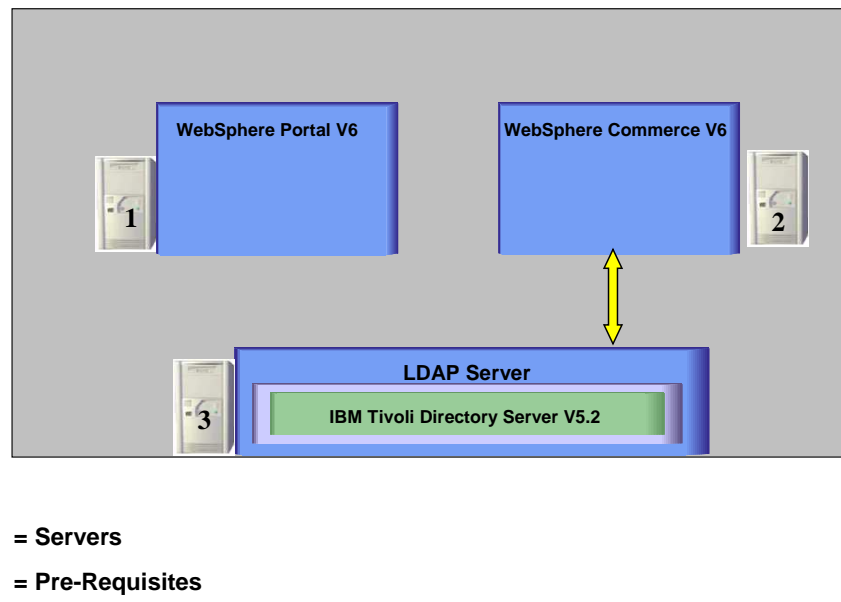 WebSphere Portal V6
WebSphere Commerce V6
1
2
LDAP Server
3
IBM Tivoli Directory Server V5.2
= Servers
= Pre-Requisites